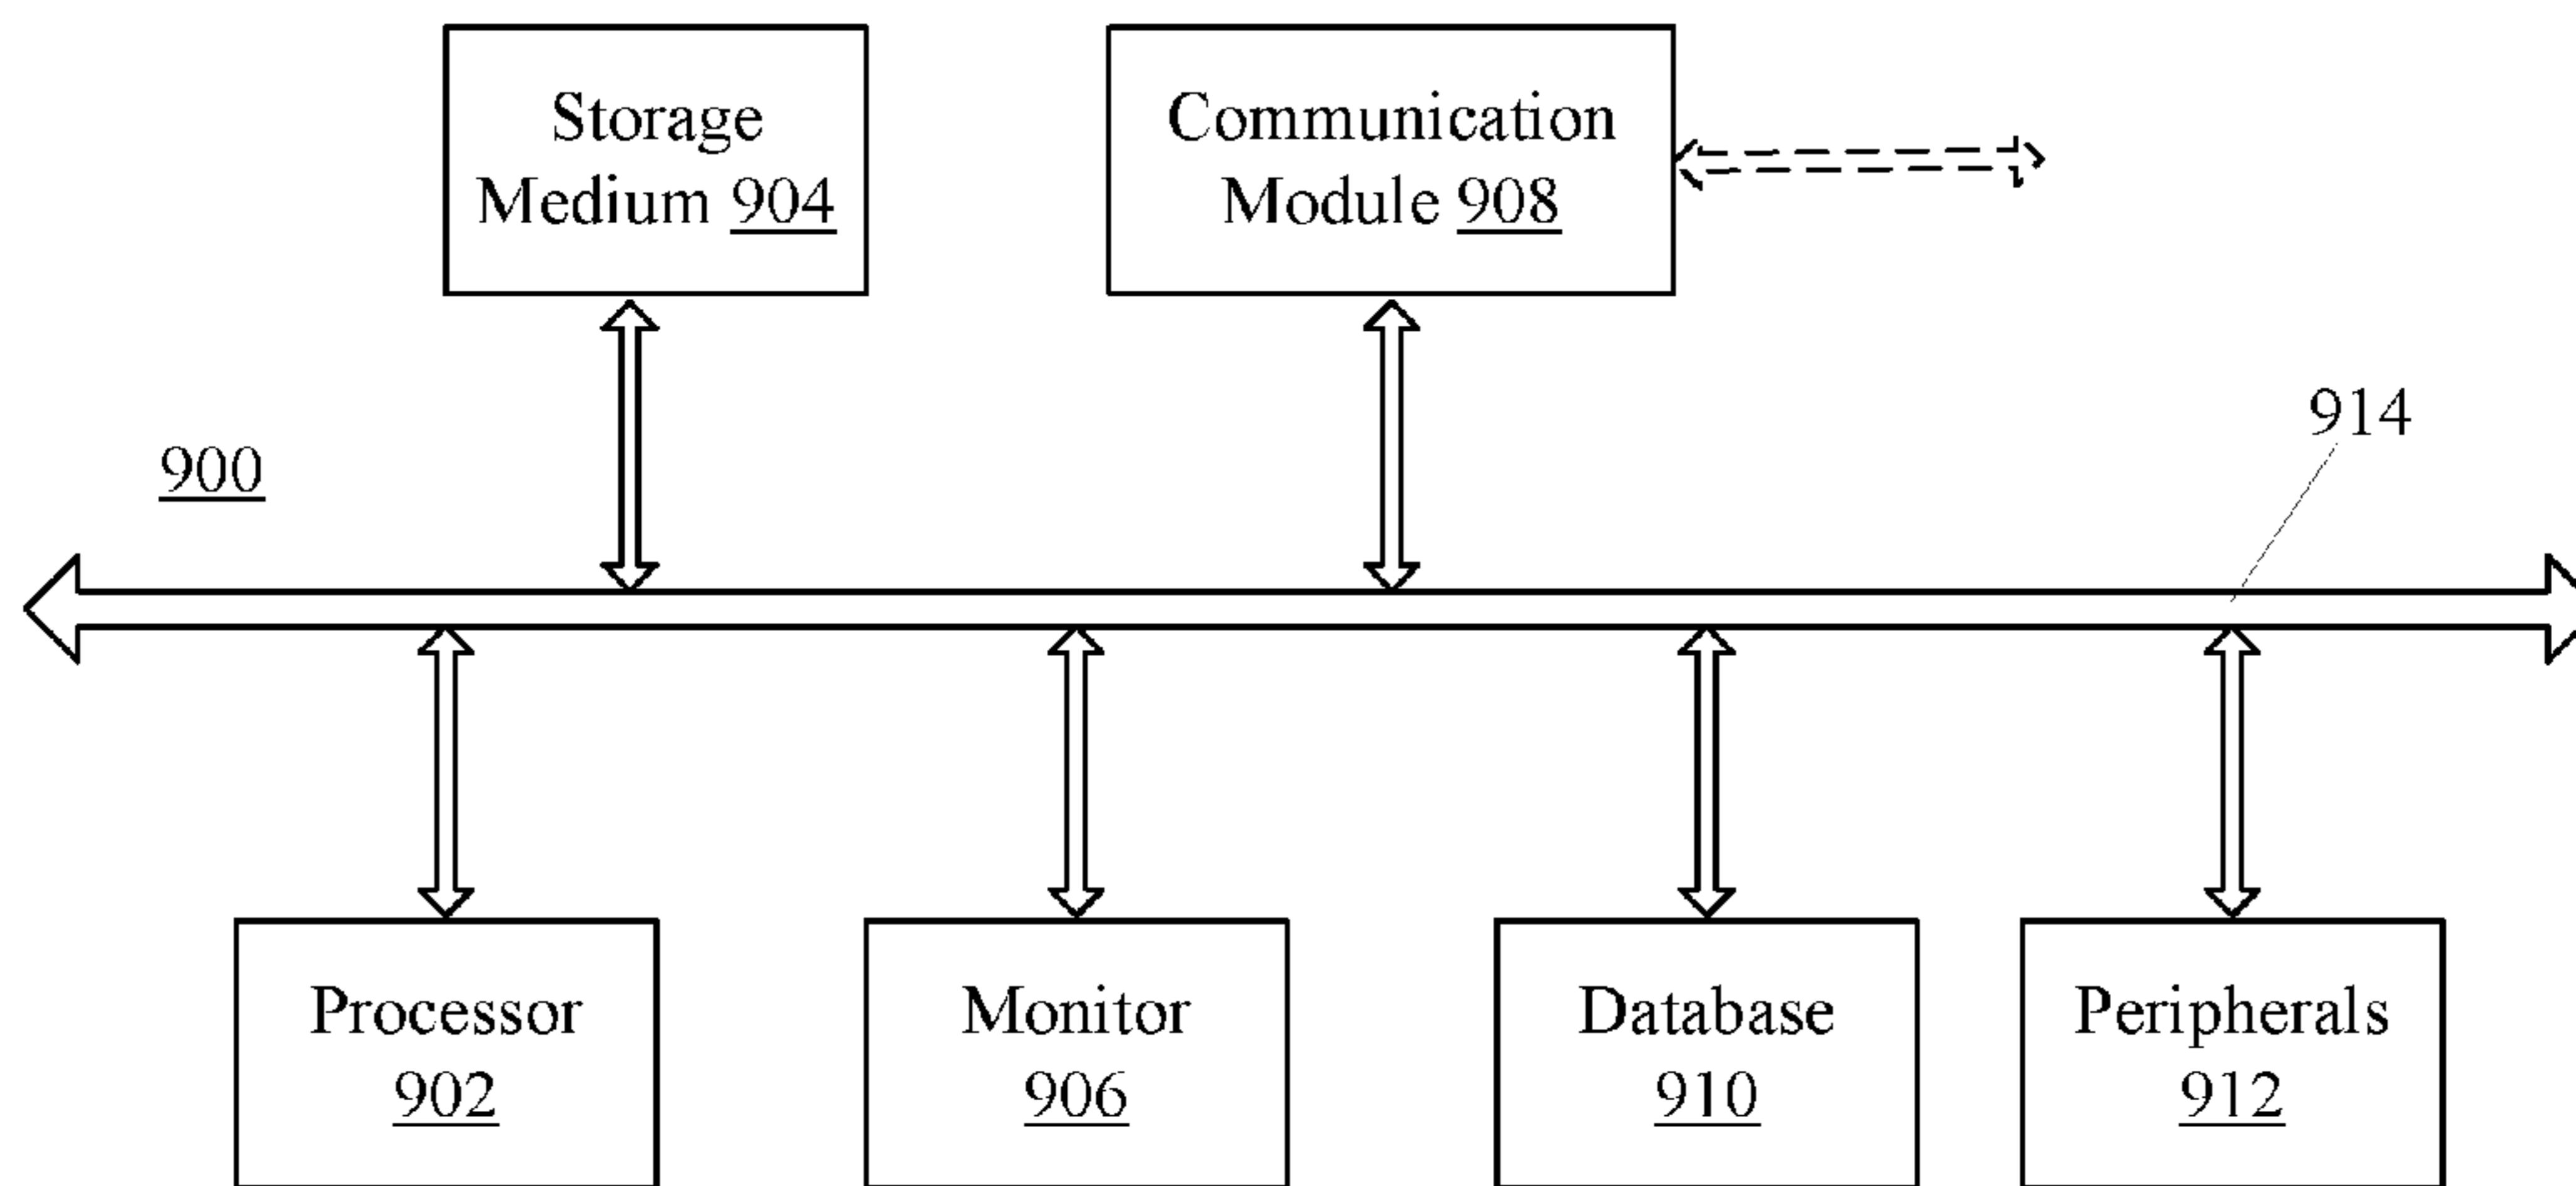 Storage
Medium 904
Communication
Module 908
914
900
Processor
902
Monitor
906
Database
910
Peripherals
912